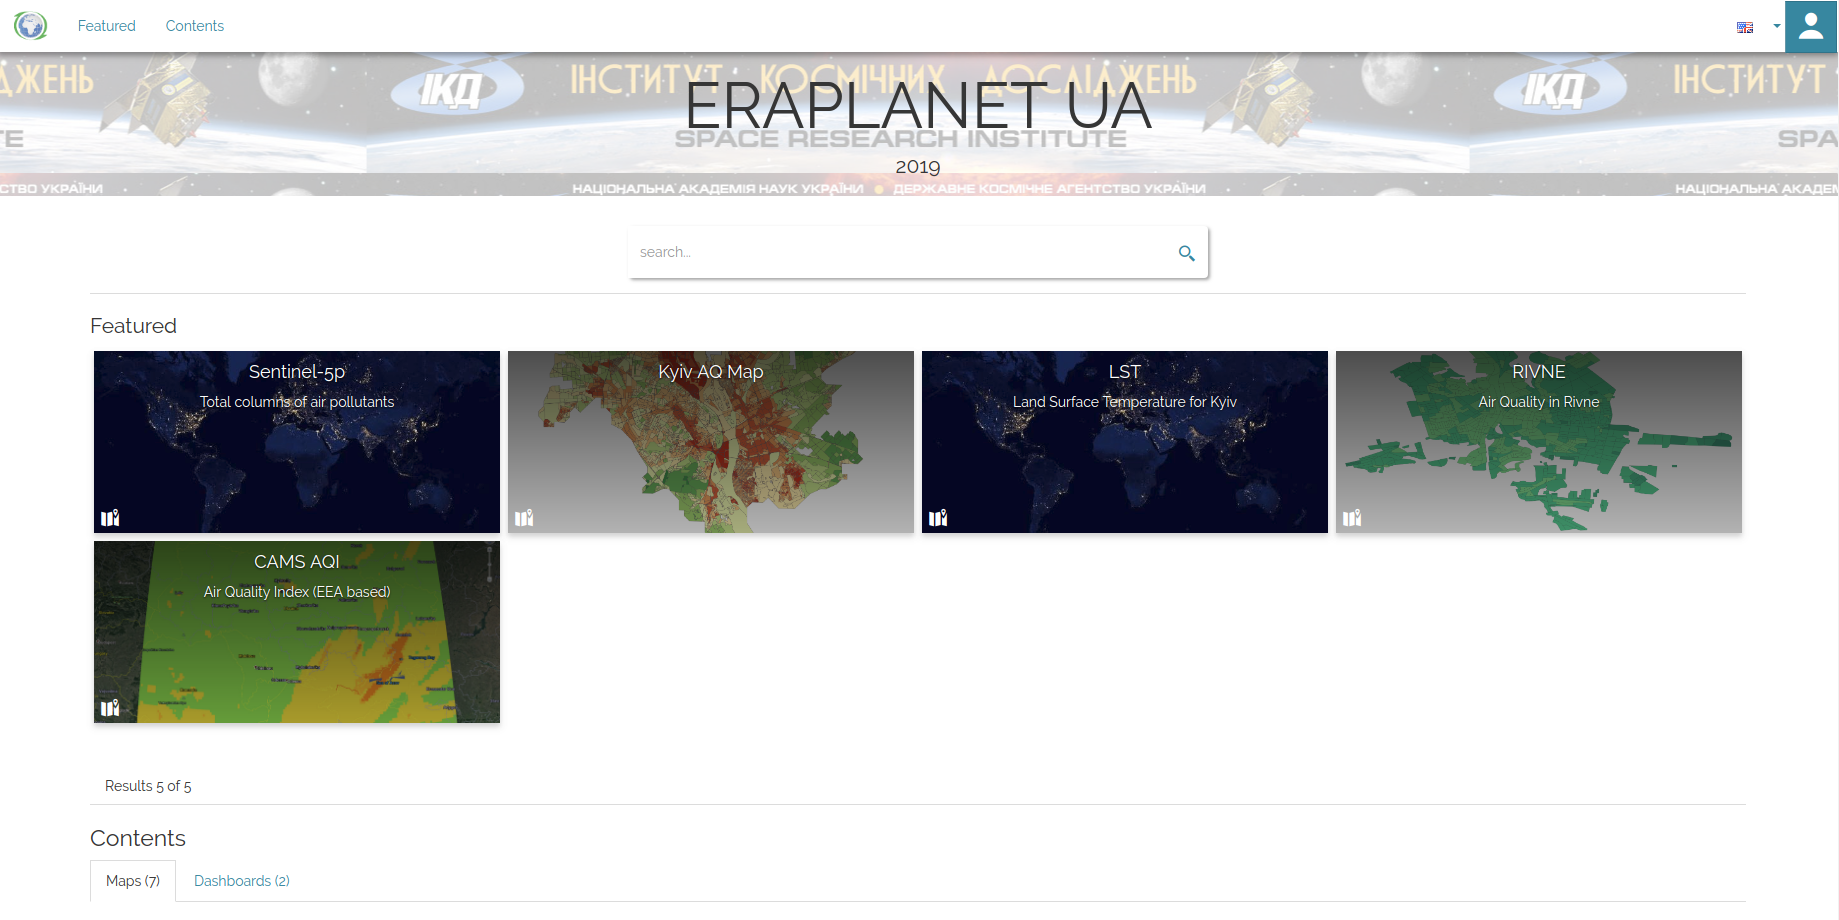 Featured Contents
ДЖЕНЬ ІКД ІНСТИТУТ КОСМІЧНИХ ДОСЛІДЖЕНЬ ІКД ІНСТИТУТ
ERAPLANET UA
TE SPACE RESEARCH INSTITUTE SPA
2019
СТВО УКРАЇНИ НАЦІОНАЛЬНА АКАДЕМІЯ НАУК УКРАЇНИ ● ДЕРЖАВНЕ КОСМІЧНЕ АГЕНТСТВО УКРАЇНИ НАЦІОНАЛЬНА АКАДЕМ
search...
Featured
Sentinel-5p
Total columns of air pollutants
Kyiv AQ Map
LST
Land Surface Temperature for Kyiv
RIVNE
Air Quality in Rivne
CAMS AQI
Air Quality Index (EEA based)
Results 5 of 5
Contents
Maps (7) Dashboards (2)